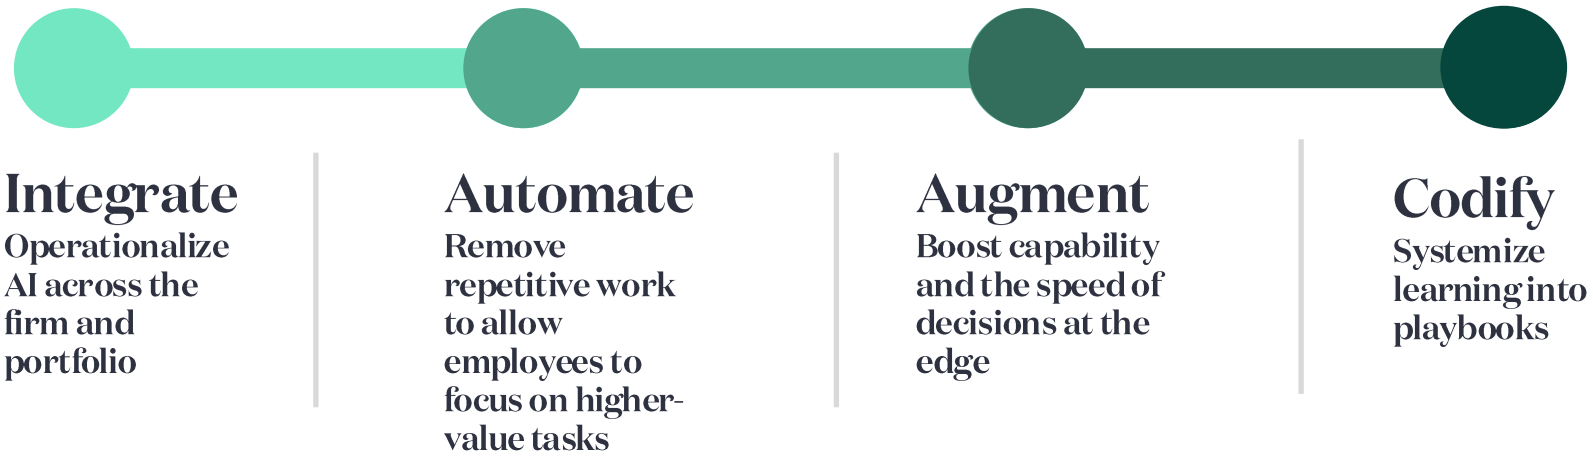 Integrate
Operationalize
AI across the
firm and
portfolio
Automate
Remove
repetitive work
to allow
employees to
focus on higher-
value tasks
Augment
Boost capability
and the speed of
decisions at the
edge
Codify
Systemize
learning into
playbooks